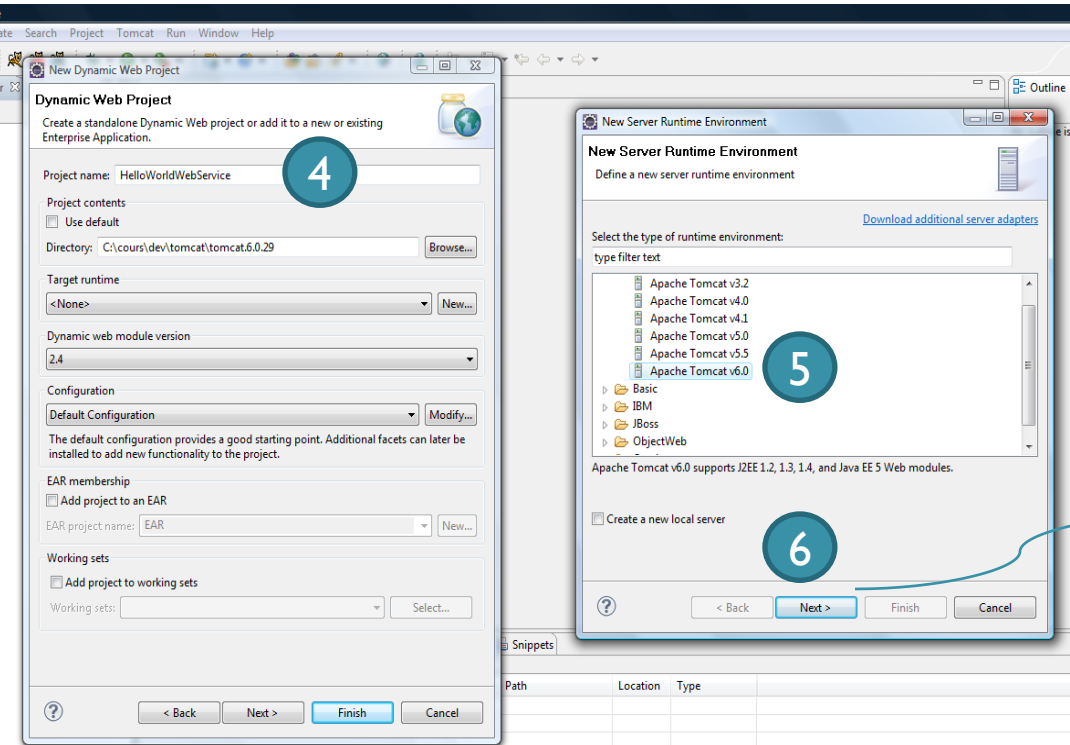 ate Search Project Tomcat Run Window Help
New Dynamic Web Project
Dynamic Web Project
Create a standalone Dynamic Web project or add it to a new or existing
Enterprise Application.
Project name: HelloWorldWebService
4
Project contents
Use default
Directory: C:\cours\dev\tomcat\tomcat.6.0.29 Browse...
Target runtime
<None> New...
Dynamic web module version
2.4
Configuration
Default Configuration Modify...
The default configuration provides a good starting point. Additional facets can later be
installed to add new functionality to the project.
EAR membership
Add project to an EAR
EAR project name: EAR New...
Working sets
Add project to working sets
Working sets: Select...
? < Back Next > Finish Cancel
Outline
e is
New Server Runtime Environment
New Server Runtime Environment
Define a new server runtime environment
Download additional server adapters
Select the type of runtime environment:
type filter text
Apache Tomcat v3.2
Apache Tomcat v4.0
Apache Tomcat v4.1
Apache Tomcat v5.0
Apache Tomcat v5.5
Apache Tomcat v6.0
5
Basic
IBM
JBoss
ObjectWeb
Apache Tomcat v6.0 supports J2EE 1.2, 1.3, 1.4, and Java EE 5 Web modules.
Create a new local server
6
? < Back Next > Finish Cancel
Snippets
Path Location Type